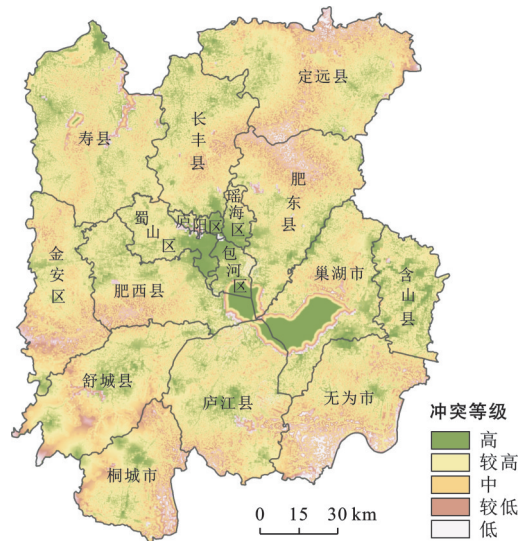 定远县
长丰县
寿县
肥东县
瑶海区
庐阳区
蜀山区
包河区
金安区
肥西县
巢湖市
含山县
舒城县
庐江县
无为市
桐城市
冲突等级
高
较高
中
较低
低
0 15 30 km